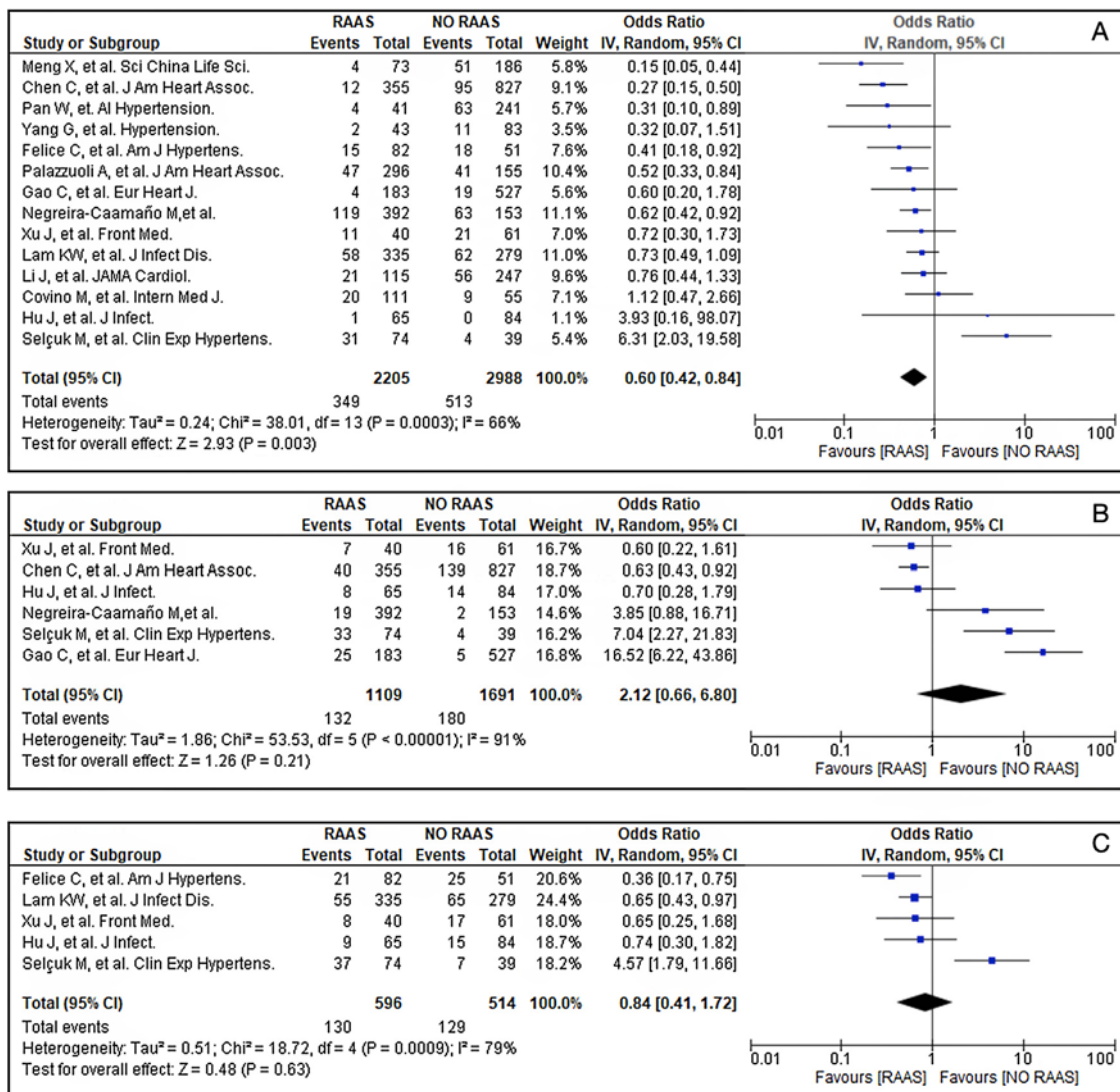 RAAS NO RAAS Odds Ratio Odds Ratio A
Study or Subgroup Events Total Events Total Weight IV, Random, 95% CI IV, Random, 95% CI
Meng X, et al. Sci China Life Sci. 4 73 51 186 5.8% 0.15 [0.05, 0.44]
Chen C, et al. J Am Heart Assoc. 12 355 95 827 9.1% 0.27 [0.15, 0.50]
Pan W, et. Al Hypertension. 4 41 63 241 5.7% 0.31 [0.10, 0.89]
Yang G, et al. Hypertension. 2 43 11 83 3.5% 0.32 [0.07, 1.51]
Felice C, et al. Am J Hypertens. 15 82 18 51 7.6% 0.41 [0.18, 0.92]
Palazzuoli A, et al. J Am Heart Assoc. 47 296 41 155 10.4% 0.52 [0.33, 0.84]
Gao C, et al. Eur Heart J. 4 183 19 527 5.6% 0.60 [0.20, 1.78]
Negreira-Caamaño M,et al. 119 392 63 153 11.1% 0.62 [0.42, 0.92]
Xu J, et al. Front Med. 11 40 21 61 7.0% 0.72 [0.30, 1.73]
Lam KW, et al. J Infect Dis. 58 335 62 279 11.0% 0.73 [0.49, 1.09]
Li J, et al. JAMA Cardiol. 21 115 56 247 9.6% 0.76 [0.44, 1.33]
Covino M, et al. Intern Med J. 20 111 9 55 7.1% 1.12 [0.47, 2.66]
Hu J, et al. J Infect. 1 65 0 84 1.1% 3.93 [0.16, 98.07]
Selçuk M, et al. Clin Exp Hypertens. 31 74 4 39 5.4% 6.31 [2.03, 19.58]
Total (95% CI) 2205 2988 100.0% 0.60 [0.42, 0.84]
Total events 349 513
Heterogeneity: Tau² = 0.24; Chi² = 38.01, df = 13 (P = 0.0003); I² = 66%
Test for overall effect: Z = 2.93 (P = 0.003)
0.01 0.1 1 10 100
Favours [RAAS] Favours [NO RAAS]
RAAS NO RAAS Odds Ratio Odds Ratio B
Study or Subgroup Events Total Events Total Weight IV, Random, 95% CI IV, Random, 95% CI
Xu J, et al. Front Med. 7 40 16 61 16.7% 0.60 [0.22, 1.61]
Chen C, et al. J Am Heart Assoc. 40 355 139 827 18.7% 0.63 [0.43, 0.92]
Hu J, et al. J Infect. 8 65 14 84 17.0% 0.70 [0.28, 1.79]
Negreira-Caamaño M,et al. 19 392 2 153 14.6% 3.85 [0.88, 16.71]
Selçuk M, et al. Clin Exp Hypertens. 33 74 4 39 16.2% 7.04 [2.27, 21.83]
Gao C, et al. Eur Heart J. 25 183 5 527 16.8% 16.52 [6.22, 43.86]
Total (95% CI) 1109 1691 100.0% 2.12 [0.66, 6.80]
Total events 132 180
Heterogeneity: Tau² = 1.86; Chi² = 53.53, df = 5 (P < 0.00001); I² = 91%
Test for overall effect: Z = 1.26 (P = 0.21)
0.01 0.1 1 10 100
Favours [RAAS] Favours [NO RAAS]
RAAS NO RAAS Odds Ratio Odds Ratio C
Study or Subgroup Events Total Events Total Weight IV, Random, 95% CI IV, Random, 95% CI
Felice C, et al. Am J Hypertens. 21 82 25 51 20.6% 0.36 [0.17, 0.75]
Lam KW, et al. J Infect Dis. 55 335 65 279 24.4% 0.65 [0.43, 0.97]
Xu J, et al. Front Med. 8 40 17 61 18.0% 0.65 [0.25, 1.68]
Hu J, et al. J Infect. 9 65 15 84 18.7% 0.74 [0.30, 1.82]
Selçuk M, et al. Clin Exp Hypertens. 37 74 7 39 18.2% 4.57 [1.79, 11.66]
Total (95% CI) 596 514 100.0% 0.84 [0.41, 1.72]
Total events 130 129
Heterogeneity: Tau² = 0.51; Chi² = 18.72, df = 4 (P = 0.0009); I² = 79%
Test for overall effect: Z = 0.48 (P = 0.63)
0.01 0.1 1 10 100
Favours [RAAS] Favours [NO RAAS]